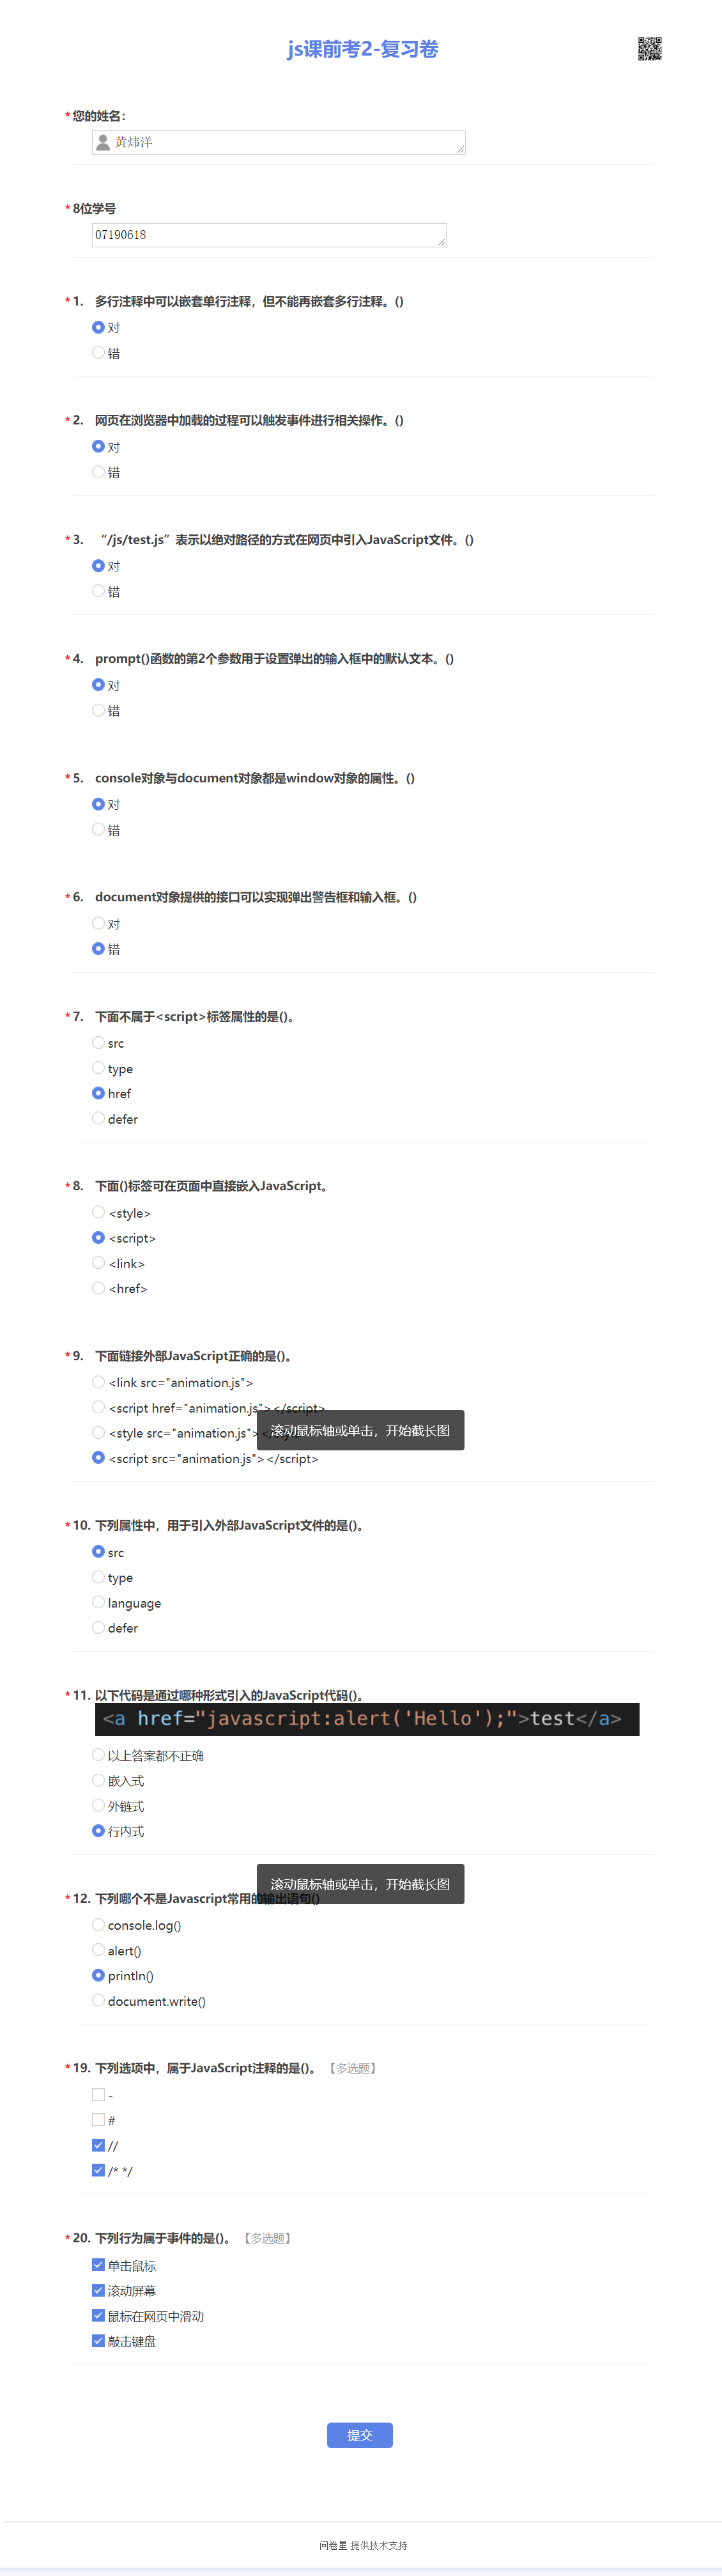 js课前考2-复习卷
*您的姓名：
黄炜洋
*8位学号
07190618
*1. 多行注释中可以嵌套单行注释，但不能再嵌套多行注释。()
对
错
*2. 网页在浏览器中加载的过程可以触发事件进行相关操作。()
对
错
*3. “/js/test.js”表示以绝对路径的方式在网页中引入JavaScript文件。()
对
错
*4. prompt()函数的第2个参数用于设置弹出的输入框中的默认文本。()
对
错
*5. console对象与document对象都是window对象的属性。()
对
错
*6. document对象提供的接口可以实现弹出警告框和输入框。()
对
错
*7. 下面不属于<script>标签属性的是()。
src
type
href
defer
*8. 下面()标签可在页面中直接嵌入JavaScript。
<style>
<script>
<link>
<href>
*9. 下面链接外部JavaScript正确的是()。
<link src="animation.js">
<script href="animation.js"></script>
<style src="animation.js"></style>
滚动鼠标轴或单击，开始截长图
<script src="animation.js"></script>
*10. 下列属性中，用于引入外部JavaScript文件的是()。
src
type
language
defer
*11. 以下代码是通过哪种形式引入的JavaScript代码()。
<a href="javascript:alert('Hello');">test</a>
以上答案都不正确
嵌入式
外链式
行内式
滚动鼠标轴或单击，开始截长图
*12. 下列哪个不是Javascript常用的输出语句()
console.log()
alert()
println()
document.write()
*19. 下列选项中，属于JavaScript注释的是()。 【多选题】
-
#
//
/* */
*20. 下列行为属于事件的是()。 【多选题】
单击鼠标
滚动屏幕
鼠标在网页中滑动
敲击键盘
提交
问卷星 提供技术支持